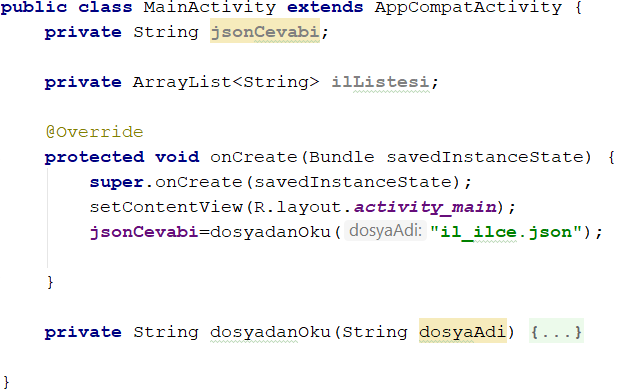 public class MainActivity extends AppCompatActivity {
    private String jsonCevabi;
    private ArrayList<String> ilListesi;
    @Override
    protected void onCreate(Bundle savedInstanceState) {
        super.onCreate(savedInstanceState);
        setContentView(R.layout.activity_main);
        jsonCevabi=dosyadanOku( dosyaAdi: "il_ilce.json");
    }
    private String dosyadanOku(String dosyaAdi) {...}
}